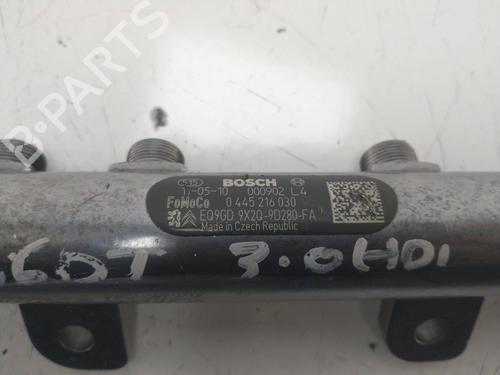 B-PARTS
17-05-10 000902 L4
BOSCH
FoMoCo 0 445 216 030
EQ9GD 9X2Q-9D280-FA
Made in Czech Republic
6DT 3.0HDI